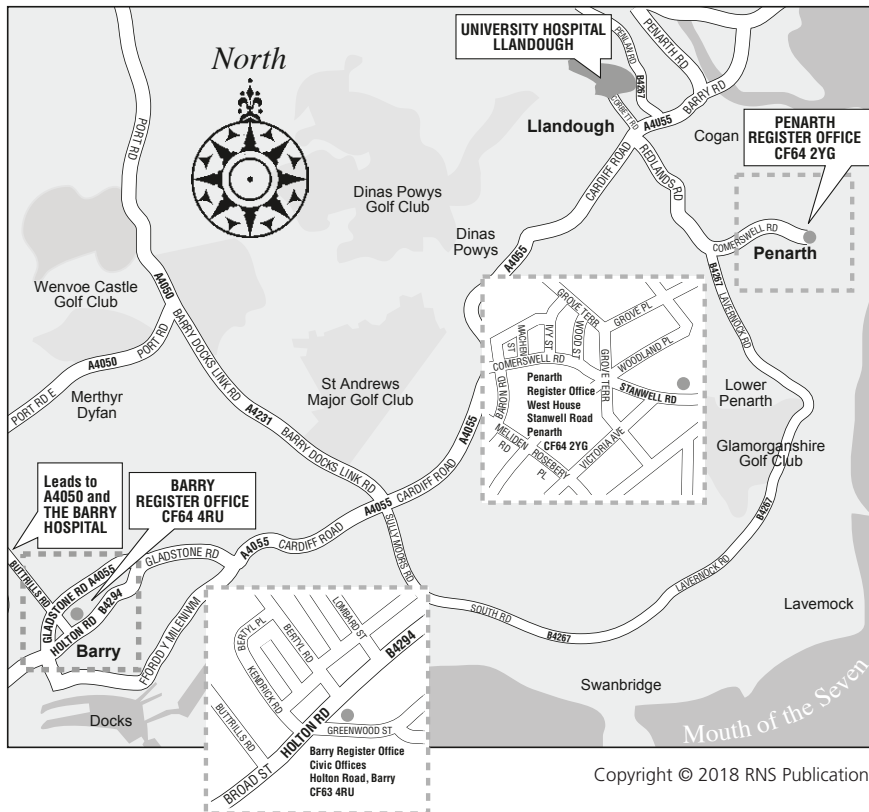 North
UNIVERSITY HOSPITAL
LLANDOUGH
PENLAN RD
B4267
PENARTH RD
CORBETT RD
BARRY RD
A4055
Llandough
Cogan
PENARTH
REGISTER OFFICE
CF64 2YG
PORT RD
Dinas Powys
Golf Club
CARDIFF ROAD
REDLANDS RD
Dinas
Powys
A4055
COMERSWELL RD
Penarth
B4267
LAVERNOCK RD
Wenvoe Castle
Golf Club
A4050
PORT RD
A4050
PORT RD E
Merthyr
Dyfan
BARRY DOCKS LINK RD
A4231
BARRY DOCKS LINK RD
St Andrews
Major Golf Club
A4055
CARDIFF ROAD
A4055
GROVE TERR
GROVE PL
MACHEN
ST
IVY ST
WOOD ST
GROVE TERR
WOODLAND PL
COMERSWELL RD
STANWELL RD
BARON RD
Penarth
Register Office
West House
Stanwell Road
Penarth
CF64 2YG
MELIDEN
RD
ROSEBERY
PL
VICTORIA AVE
Lower
Penarth
Glamorganshire
Golf Club
B4267
LAVERNOCK RD
Leads to
A4050 and
THE BARRY
HOSPITAL
BARRY
REGISTER OFFICE
CF64 4RU
BUTTRILLS RD
GLADSTONE RD A4055
GLADSTONE RD
A4055
CARDIFF ROAD
SULLY MOORS RD
GLADSTONE RD
HOLTON RD
B4294
Barry
FFORDD Y MILENIWM
SOUTH RD
B4267
Lavernock
Swanbridge
Mouth of the Seven
Docks
LOMBARD ST
BERTYL PL
BERTYL RD
KENDRICK RD
B4294
BUTTRILLS RD
HOLTON RD
GREENWOOD ST
BROAD ST
Barry Register Office
Civic Offices
Holton Road, Barry
CF63 4RU
Copyright © 2018 RNS Publication